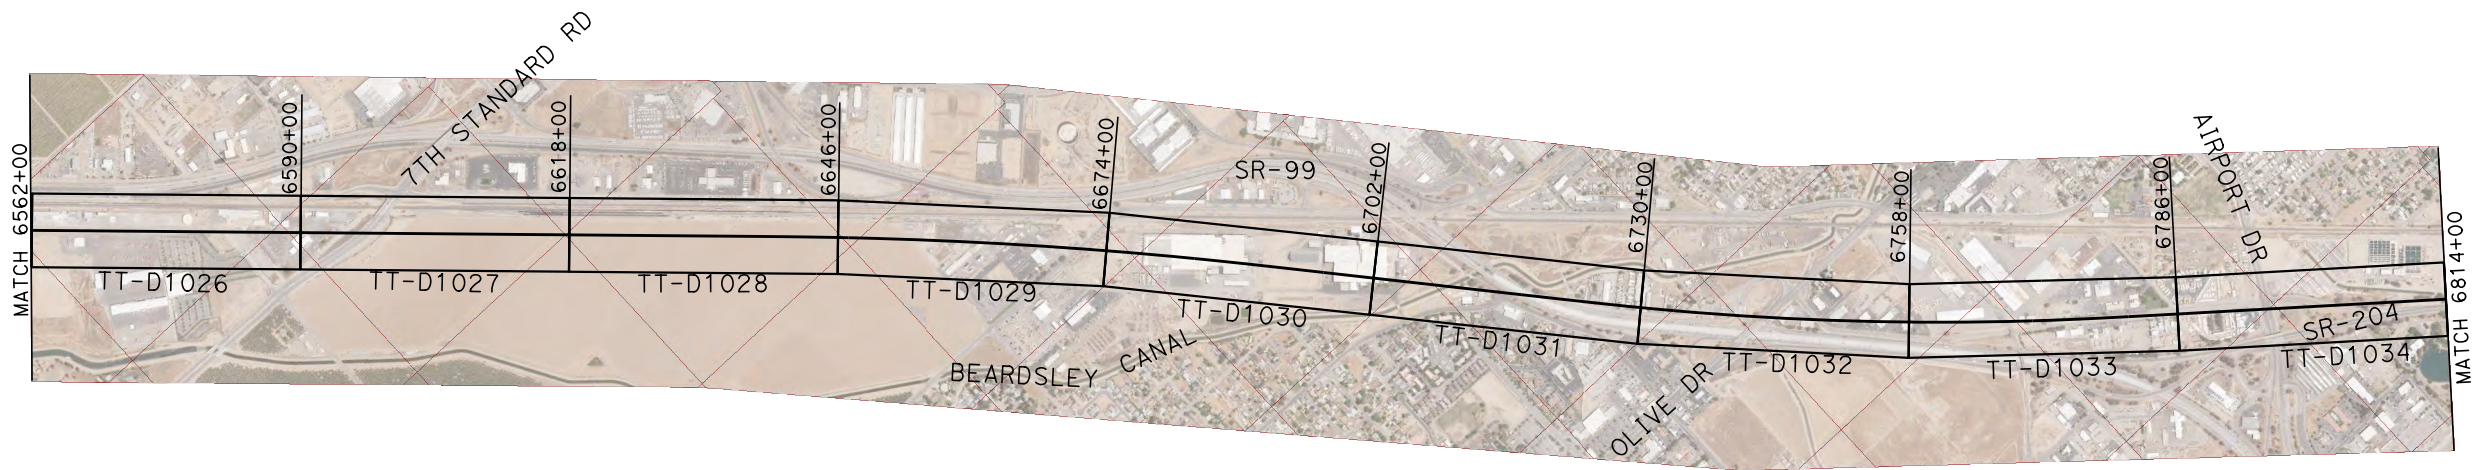 MATCH 6562+00
6590+00
7TH STANDARD RD
6618+00
6646+00
6674+00
SR-99
6702+00
6730+00
6758+00
6786+00
AIRPORT DR
MATCH 6814+00
TT-D1026
TT-D1027
TT-D1028
TT-D1029
TT-D1030
TT-D1031
TT-D1032
TT-D1033
TT-D1034
SR-204
BEARDSLEY CANAL
OLIVE DR